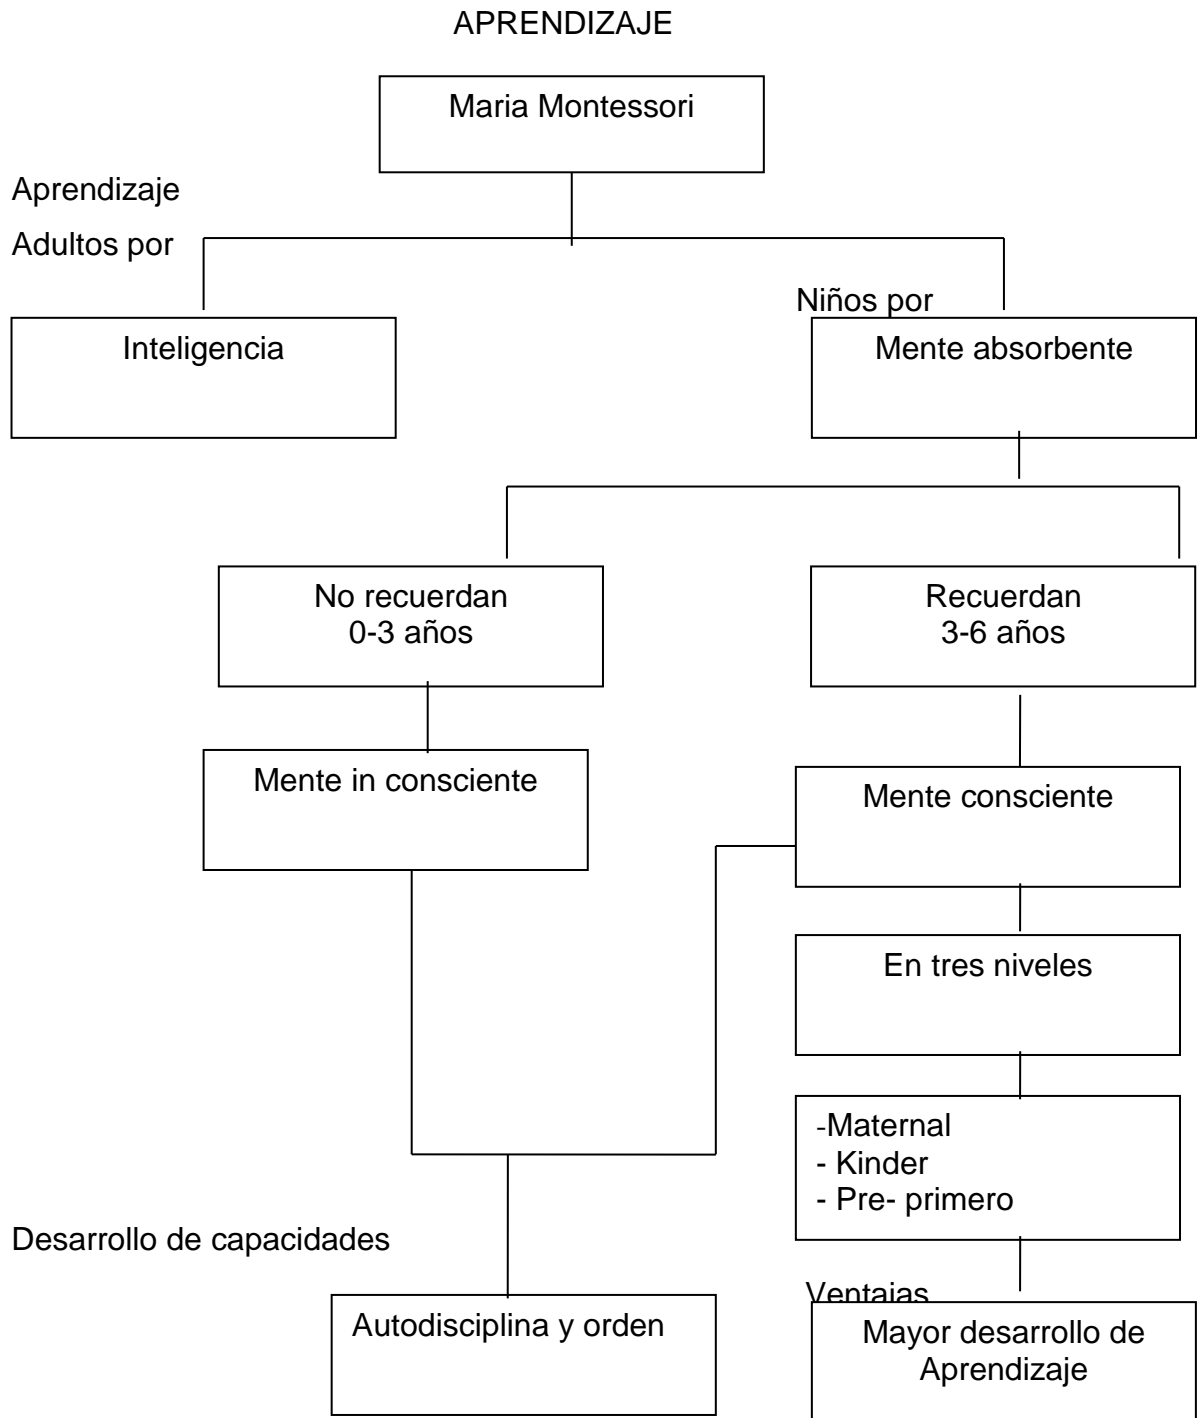 APRENDIZAJE
Maria Montessori
Aprendizaje
Adultos por
Niños por
Inteligencia
Mente absorbente
No recuerdan
0-3 años
Recuerdan
3-6 años
Mente in consciente
Mente consciente
En tres niveles
-Maternal
- Kinder
- Pre- primero
Desarrollo de capacidades
Ventajas
Autodisciplina y orden
Mayor desarrollo de
Aprendizaje